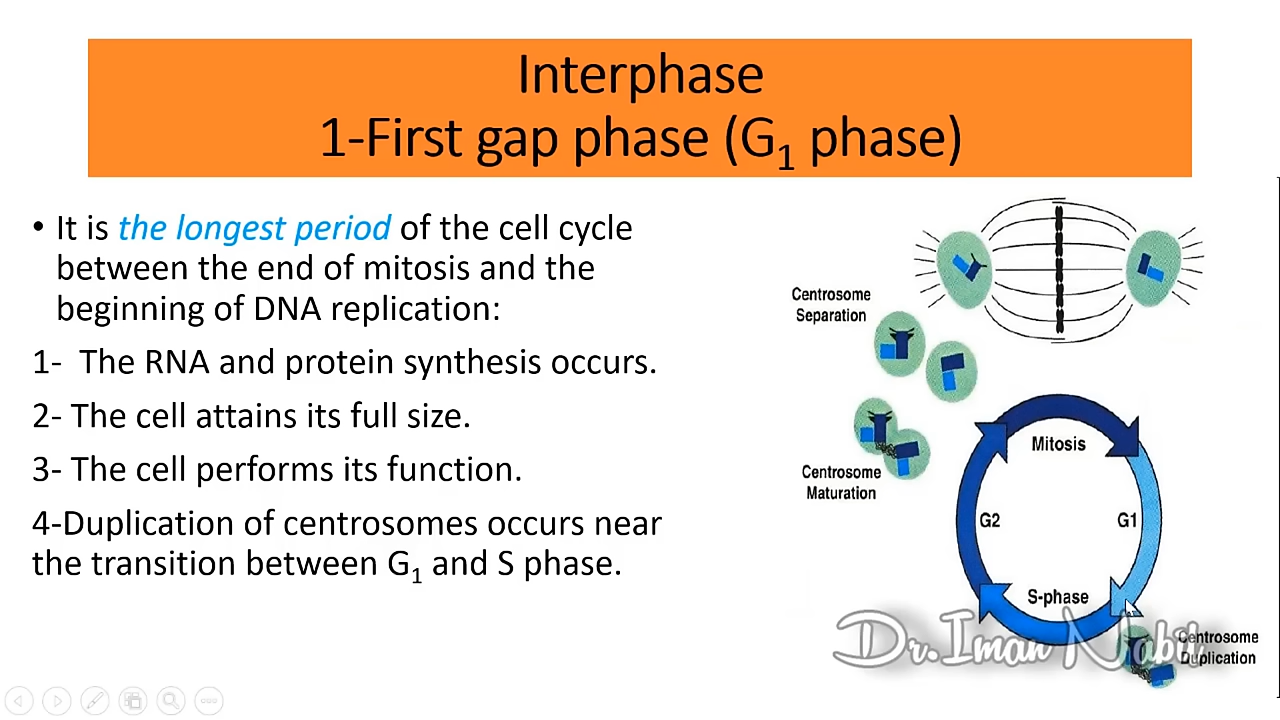 Interphase
1-First gap phase (G₁ phase)
• It is the longest period of the cell cycle
between the end of mitosis and the
beginning of DNA replication:
1- The RNA and protein synthesis occurs.
2- The cell attains its full size.
3- The cell performs its function.
4-Duplication of centrosomes occurs near
the transition between G₁ and S phase.
Centrosome
Separation
Centrosome
Maturation
Mitosis
G2
G1
S-phase
Dr.Iman Nabil
Centrosome
Duplication